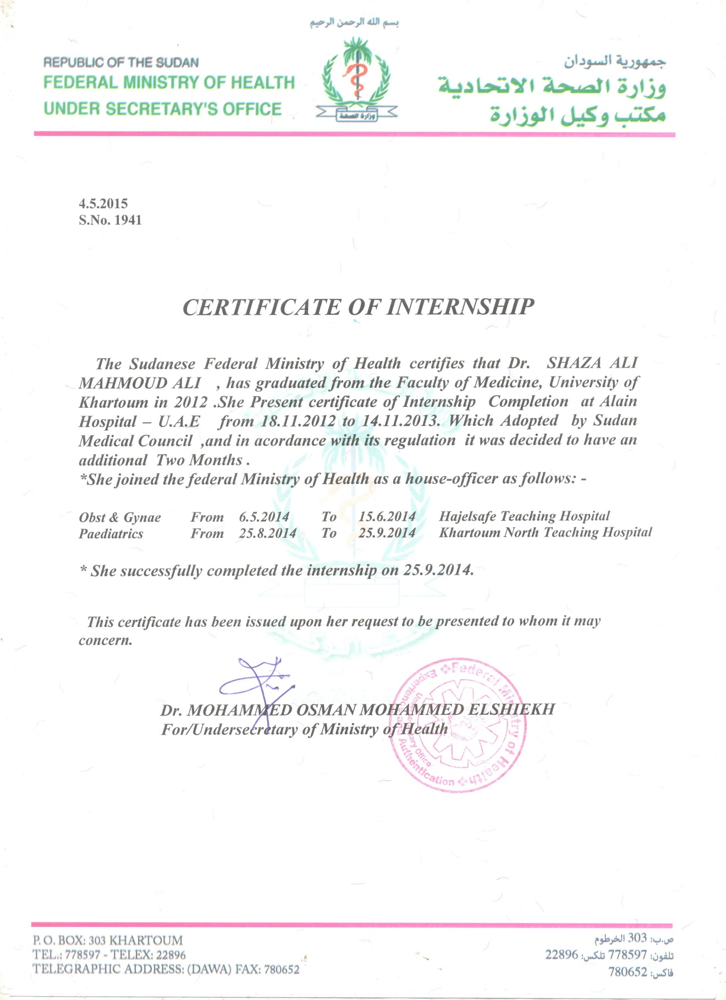 بسم الله الرحمن الرحيم
REPUBLIC OF THE SUDAN
FEDERAL MINISTRY OF HEALTH
UNDER SECRETARY'S OFFICE
وزارة الصحة
جمهورية السودان
وزارة الصحة الاتحادية
مكتب وكيل الوزارة
4.5.2015
S.No. 1941
CERTIFICATE OF INTERNSHIP
The Sudanese Federal Ministry of Health certifies that Dr. SHAZA ALI
MAHMOUD ALI , has graduated from the Faculty of Medicine, University of
Khartoum in 2012 .She Present certificate of Internship Completion at Alain
Hospital – U.A.E from 18.11.2012 to 14.11.2013. Which Adopted by Sudan
Medical Council ,and in acordance with its regulation it was decided to have an
additional Two Months .
*She joined the federal Ministry of Health as a house-officer as follows: -
Obst & Gynae From 6.5.2014 To 15.6.2014 Hajelsafe Teaching Hospital
Paediatrics From 25.8.2014 To 25.9.2014 Khartoum North Teaching Hospital
* She successfully completed the internship on 25.9.2014.
This certificate has been issued upon her request to be presented to whom it may
concern.
Dr. MOHAMMED OSMAN MOHAMMED ELSHIEKH
For/Undersecretary of Ministry of Health
Federal Ministry of Health
Experience and Authentication
Undersecretary Office
P. O. BOX: 303 KHARTOUM
TEL.: 778597 - TELEX: 22896
TELEGRAPHIC ADDRESS: (DAWA) FAX: 780652
ص.ب: 303 الخرطوم
تلفون: 778597 تلكس: 22896
فاكس: 780652